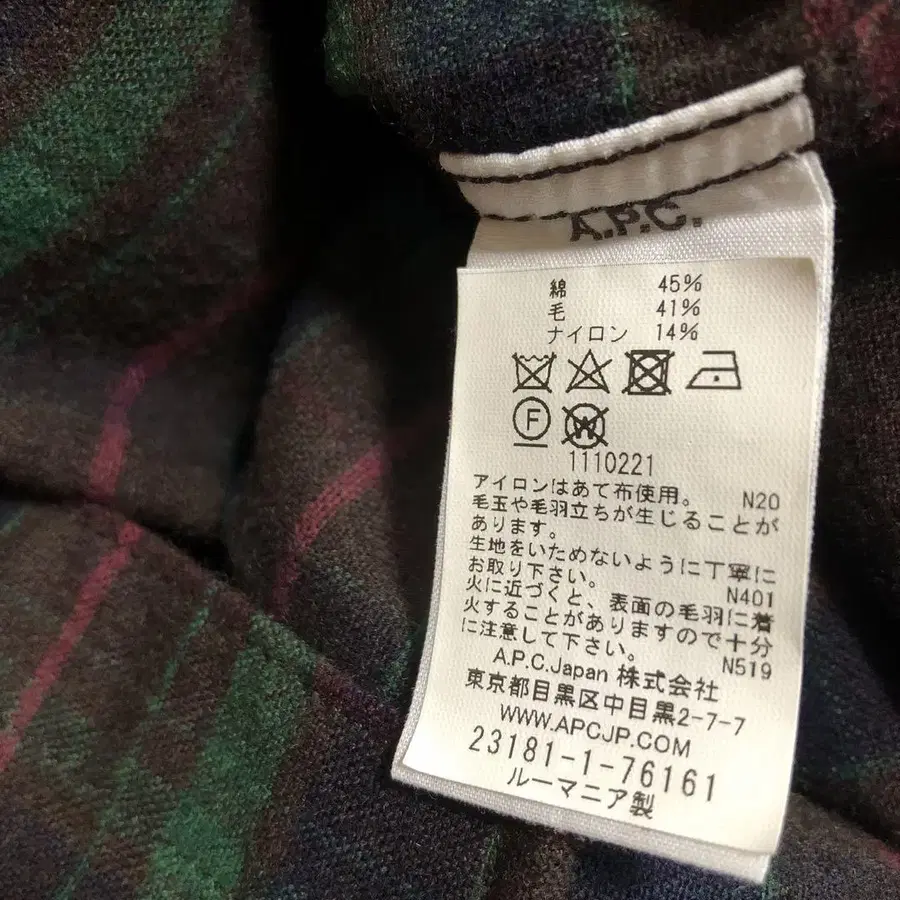 A.P.C.
綿 45%
毛 41%
ナイロン 14%
F W
1110221
アイロンはあて布使用。 N20
毛玉や毛羽立ちが生じることが
あります。
生地をいためないように丁寧に
お取り下さい。 N401
火に近づくと、表面の毛羽に着
火することがありますので十分
に注意して下さい。 N519
A.P.C.Japan 株式会社
東京都目黒区中目黒2-7-7
WWW.APCJP.COM
23181-1-76161
ルーマニア製